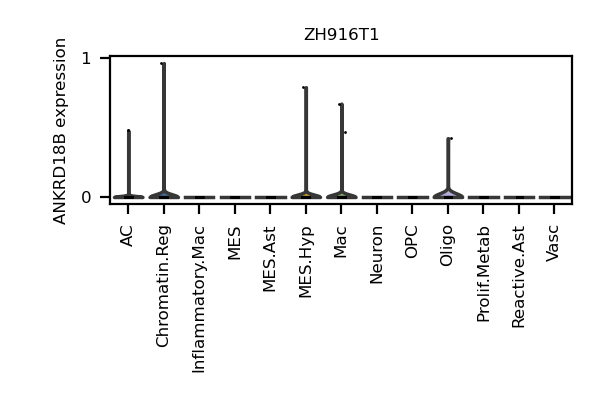 ZH916T1
ANKRD18B expression
1
0
AC
Chromatin.Reg
Inflammatory.Mac
MES
MES.Ast
MES.Hyp
Mac
Neuron
OPC
Oligo
Prolif.Metab
Reactive.Ast
Vasc